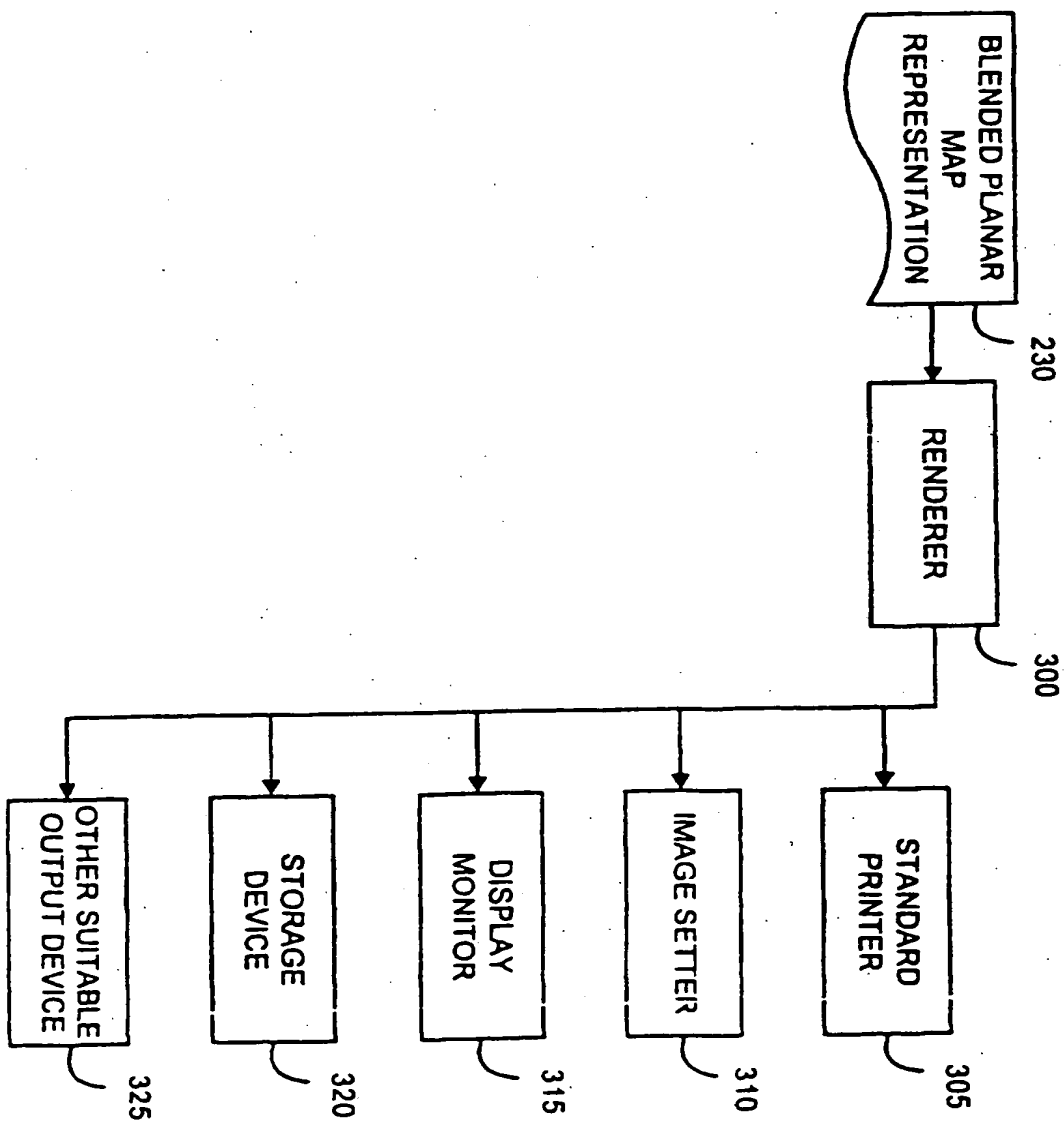 BLENDED PLANAR
MAP
REPRESENTATION
230
RENDERER
300
STANDARD
PRINTER
305
IMAGE SETTER
310
DISPLAY
MONITOR
315
STORAGE
DEVICE
320
OTHER SUITABLE
OUTPUT DEVICE
325